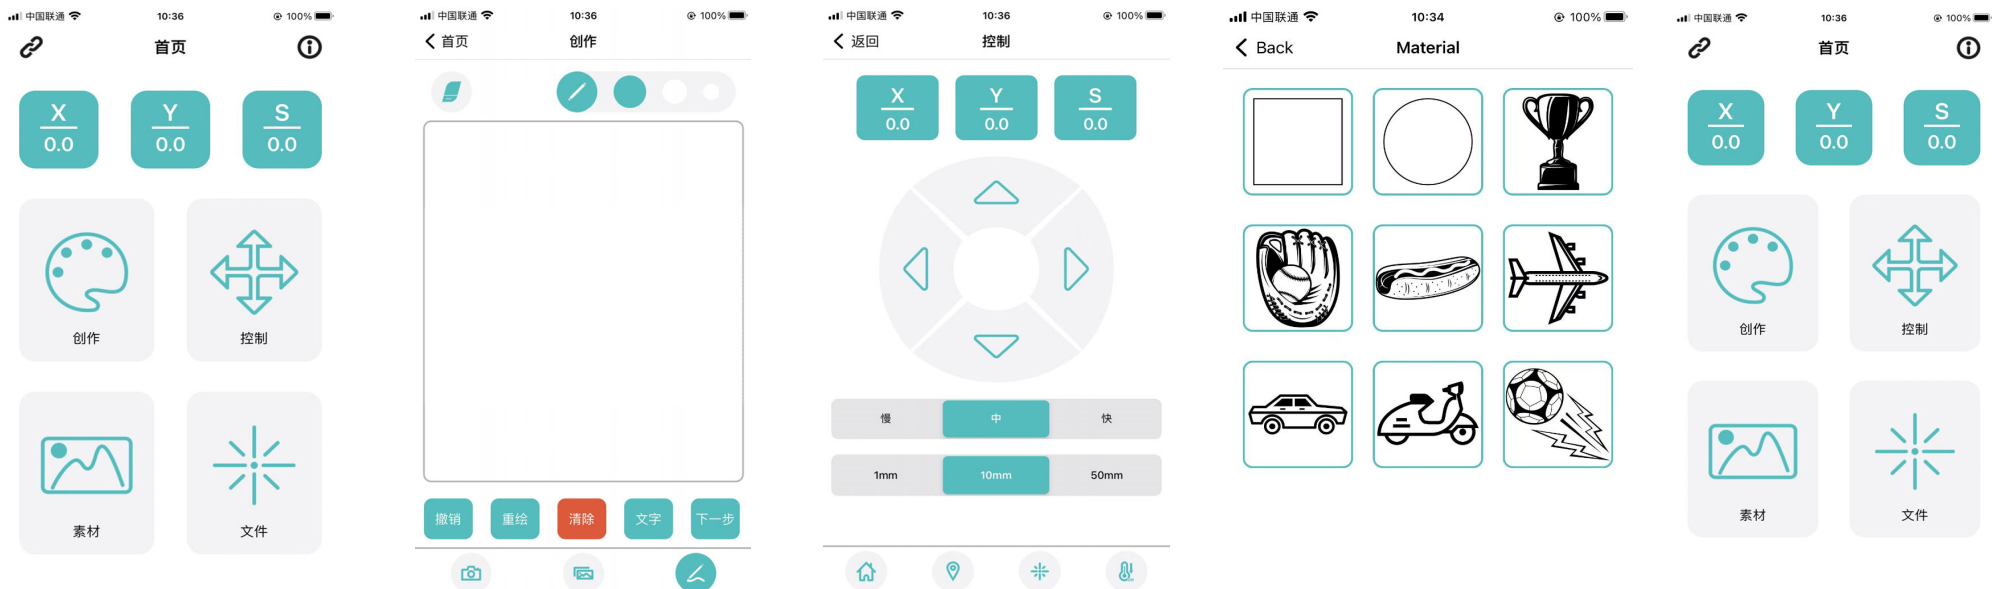 中国联通 10:36 100%
首页
X Y S
0.0 0.0 0.0
创作 控制
素材 文件
中国联通 10:36 100%
首页 创作
撤销 重绘 清除 文字 下一步
中国联通 10:36 100%
返回 控制
X Y S
0.0 0.0 0.0
慢 中 快
1mm 10mm 50mm
中国联通 10:34 100%
Back Material
中国联通 10:36 100%
首页
X Y S
0.0 0.0 0.0
创作 控制
素材 文件